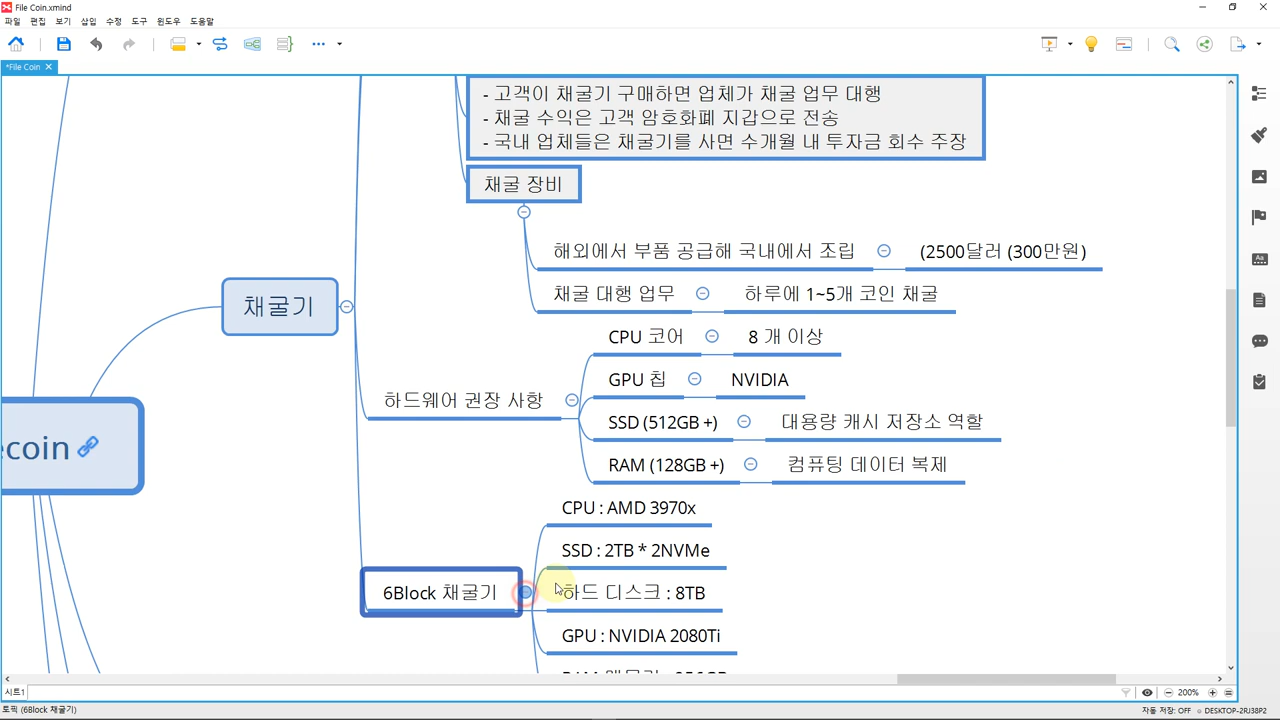 File Coin.xmind
파일 편집 보기 삽입 수정 도구 윈도우 도움말
*File Coin
- 고객이 채굴기 구매하면 업체가 채굴 업무 대행
- 채굴 수익은 고객 암호화폐 지갑으로 전송
- 국내 업체들은 채굴기를 사면 수개월 내 투자금 회수 주장
채굴 장비
해외에서 부품 공급해 국내에서 조립 (2500달러 (300만원)
채굴 대행 업무 하루에 1~5개 코인 채굴
채굴기
CPU 코어 8 개 이상
GPU 칩 NVIDIA
하드웨어 권장 사항
SSD (512GB +) 대용량 캐시 저장소 역할
RAM (128GB +) 컴퓨팅 데이터 복제
ecoin
CPU : AMD 3970x
SSD : 2TB * 2NVMe
6Block 채굴기
하드 디스크 : 8TB
GPU : NVIDIA 2080Ti
시트1
200%
토픽 (6Block 채굴기)
자동 저장: OFF
DESKTOP-2RJ38P2